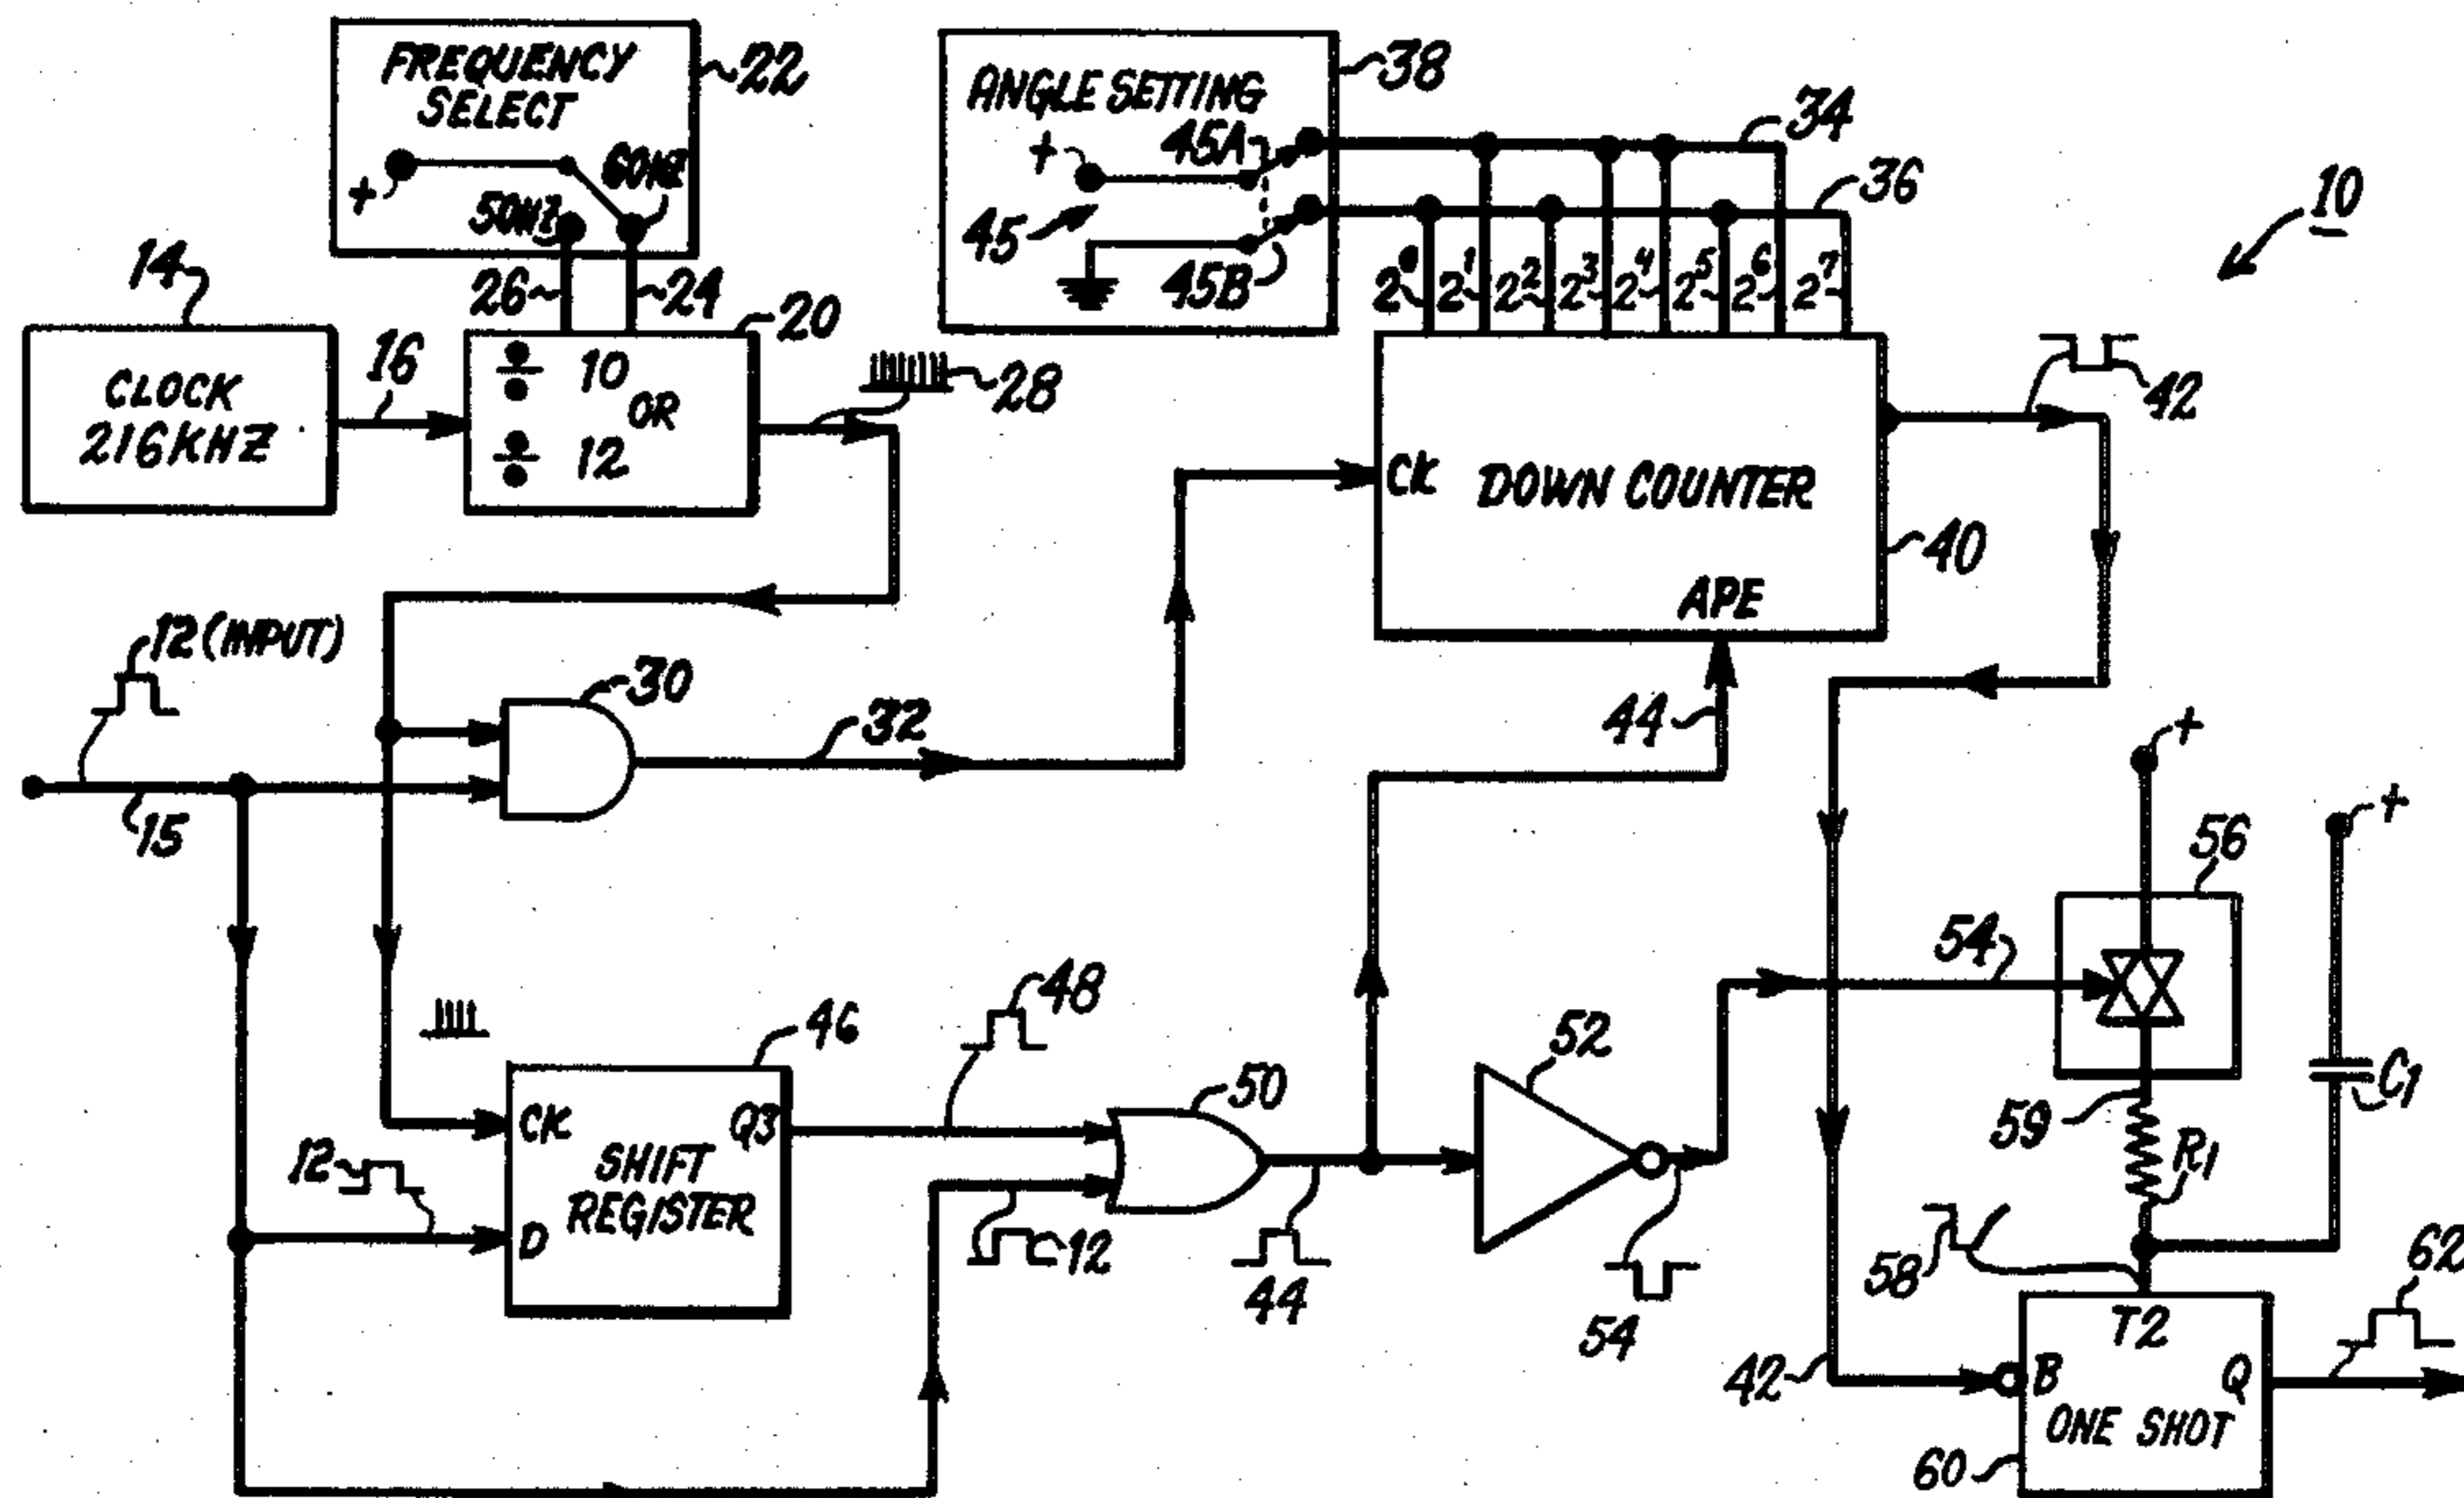 FREQUENCY
SELECT
22
+
60HZ
50HZ
26
24
14
CLOCK
216KHZ
16
20
÷ 10
OR
÷ 12
28
38
ANGLE SETTING
+
45A
45
45B
34
36
2⁰ 2¹ 2² 2³ 2⁴ 2⁵ 2⁶ 2⁷
10
42
CK DOWN COUNTER
40
APE
12 (INPUT)
30
32
44
15
+
+
56
54
46
48
CK
Q3
SHIFT
REGISTER
D
12
50
52
12
44
54
59
R1
C1
58
62
T2
42
B
Q
ONE SHOT
60